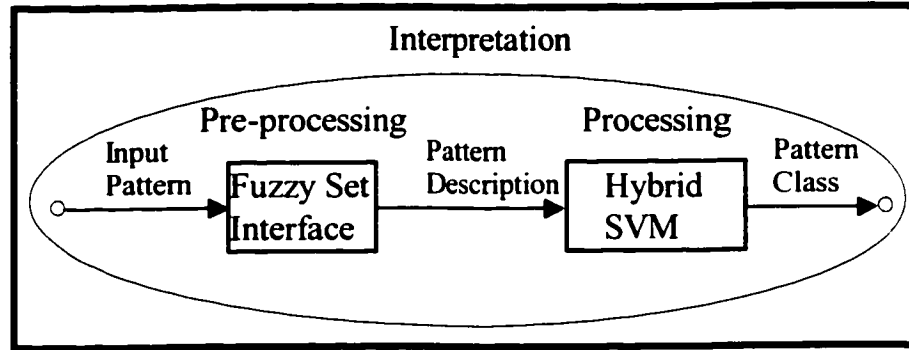 Interpretation
Pre-processing
Processing
Input
Pattern
Fuzzy Set
Interface
Pattern
Description
Hybrid
SVM
Pattern
Class